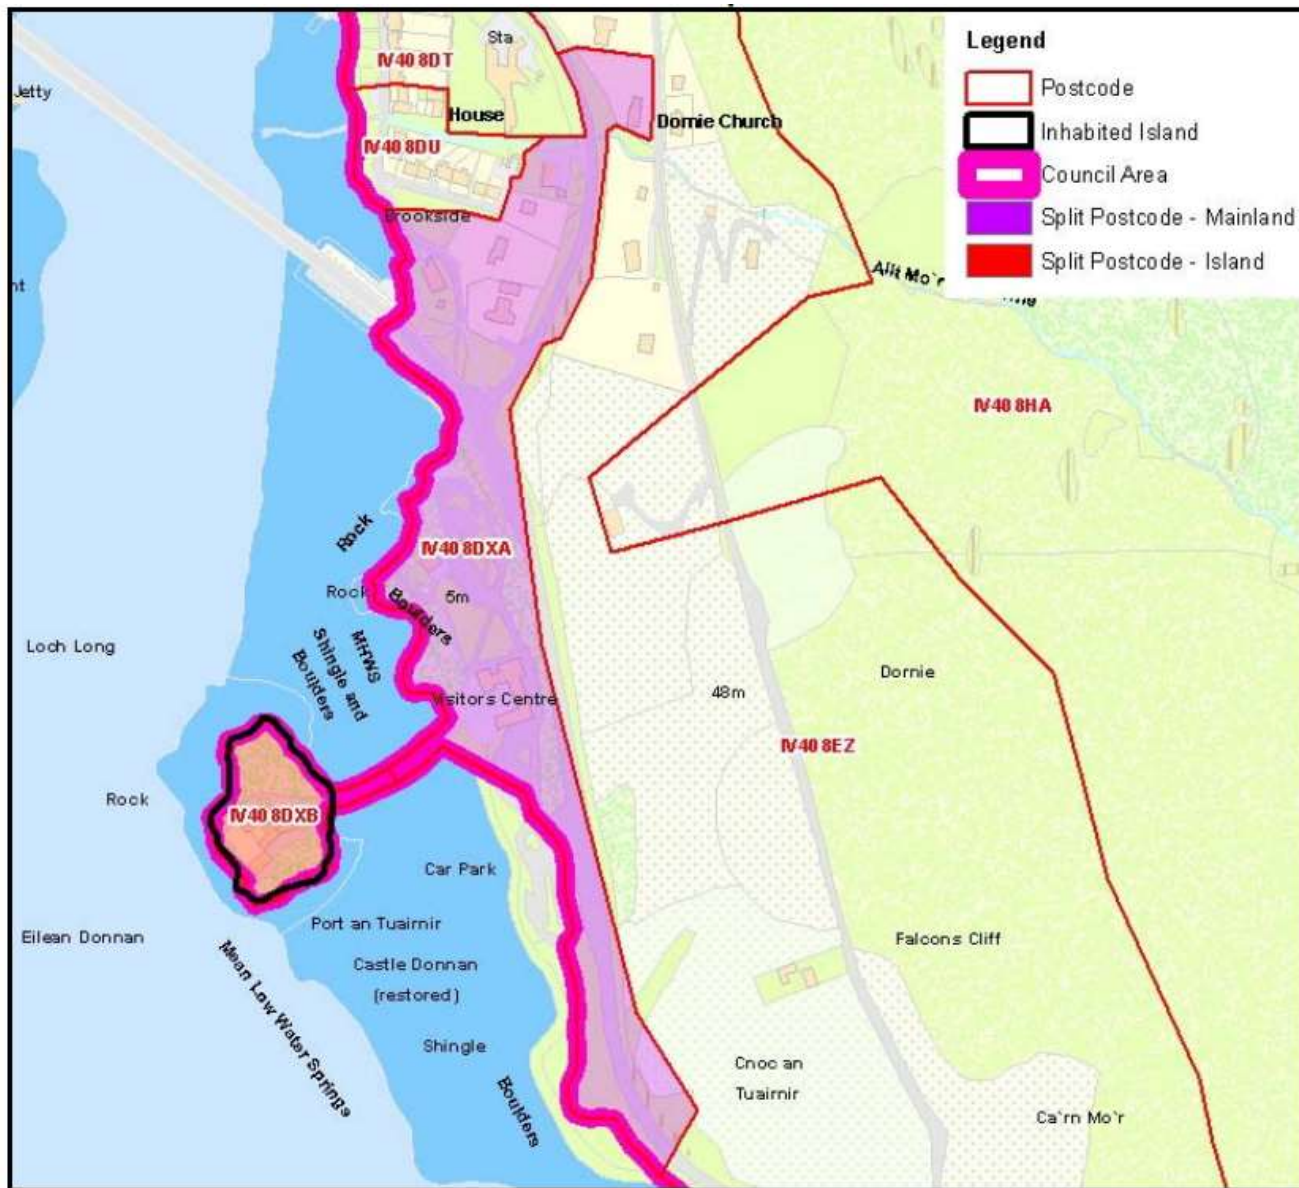 Legend
Postcode
Inhabited Island
Council Area
Split Postcode - Mainland
Split Postcode - Island
Sta
IV40 8DT
Jetty
House
Dornie Church
IV40 8DU
Brookside
Allt Mo`r
IV40 8HA
Rock
IV40 8DXA
Rock
5m
Boulders
MHWS
Shingle and
Boulders
Loch Long
Dornie
48m
Visitors Centre
IV40 8EZ
Rock
IV40 8DXB
Car Park
Port an Tuairnir
Eilean Donnan
Falcons Cliff
Castle Donnan
(restored)
Mean Low Water Springs
Shingle
Cnoc an
Tuairnir
Boulders
Ca`rn Mo`r